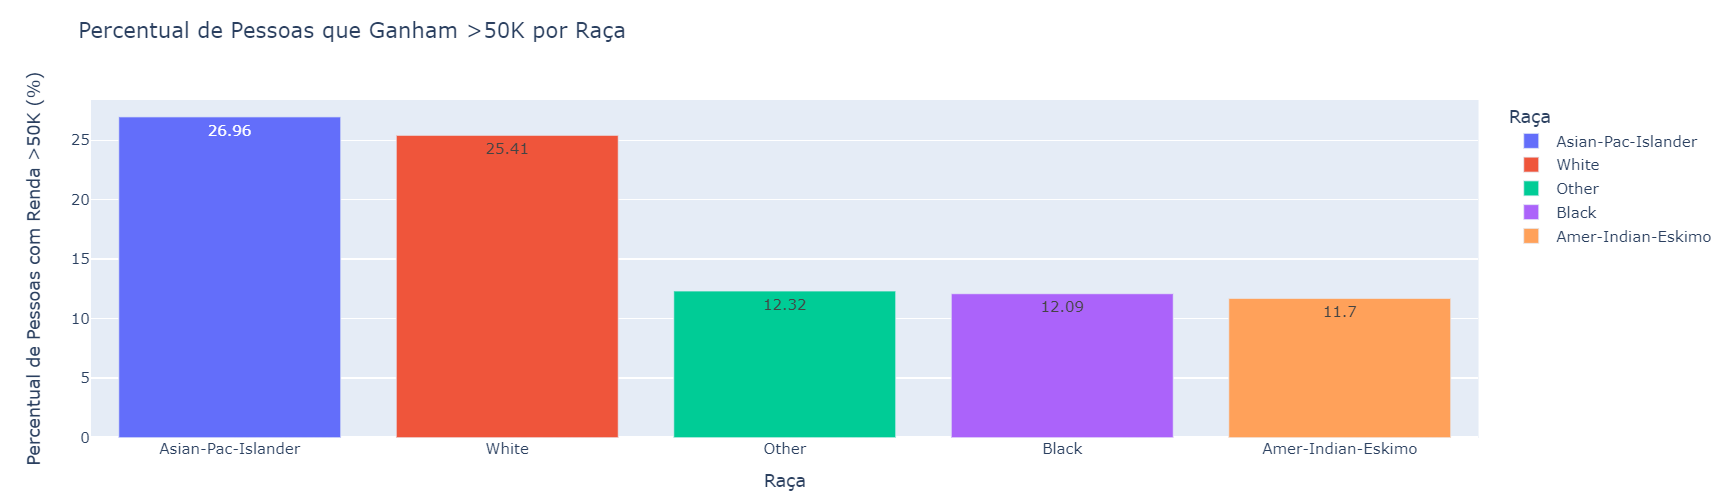 Percentual de Pessoas que Ganham >50K por Raça
Percentual de Pessoas com Renda >50K (%)
25
20
15
10
5
0
26.96
25.41
12.32
12.09
11.7
Asian-Pac-Islander
White
Other
Black
Amer-Indian-Eskimo
Raça
Raça
Asian-Pac-Islander
White
Other
Black
Amer-Indian-Eskimo